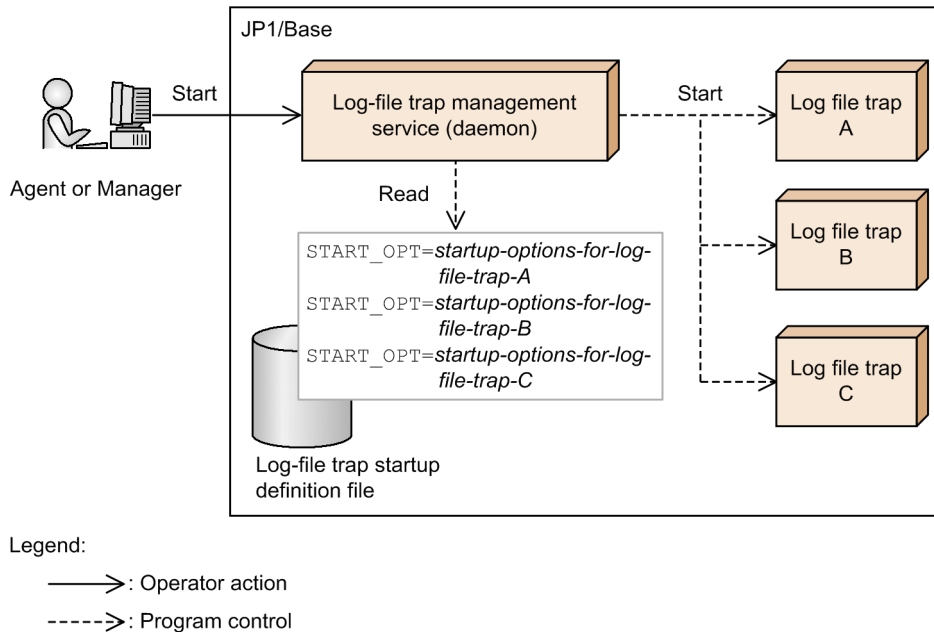 JP1/Base
Start
Log-file trap management
service (daemon)
Start
Log file trap
A
Agent or Manager
Read
Log file trap
B
START_OPT=startup-options-for-log-
file-trap-A
START_OPT=startup-options-for-log-
file-trap-B
START_OPT=startup-options-for-log-
file-trap-C
Log file trap
C
Log-file trap startup
definition file
Legend:
: Operator action
: Program control